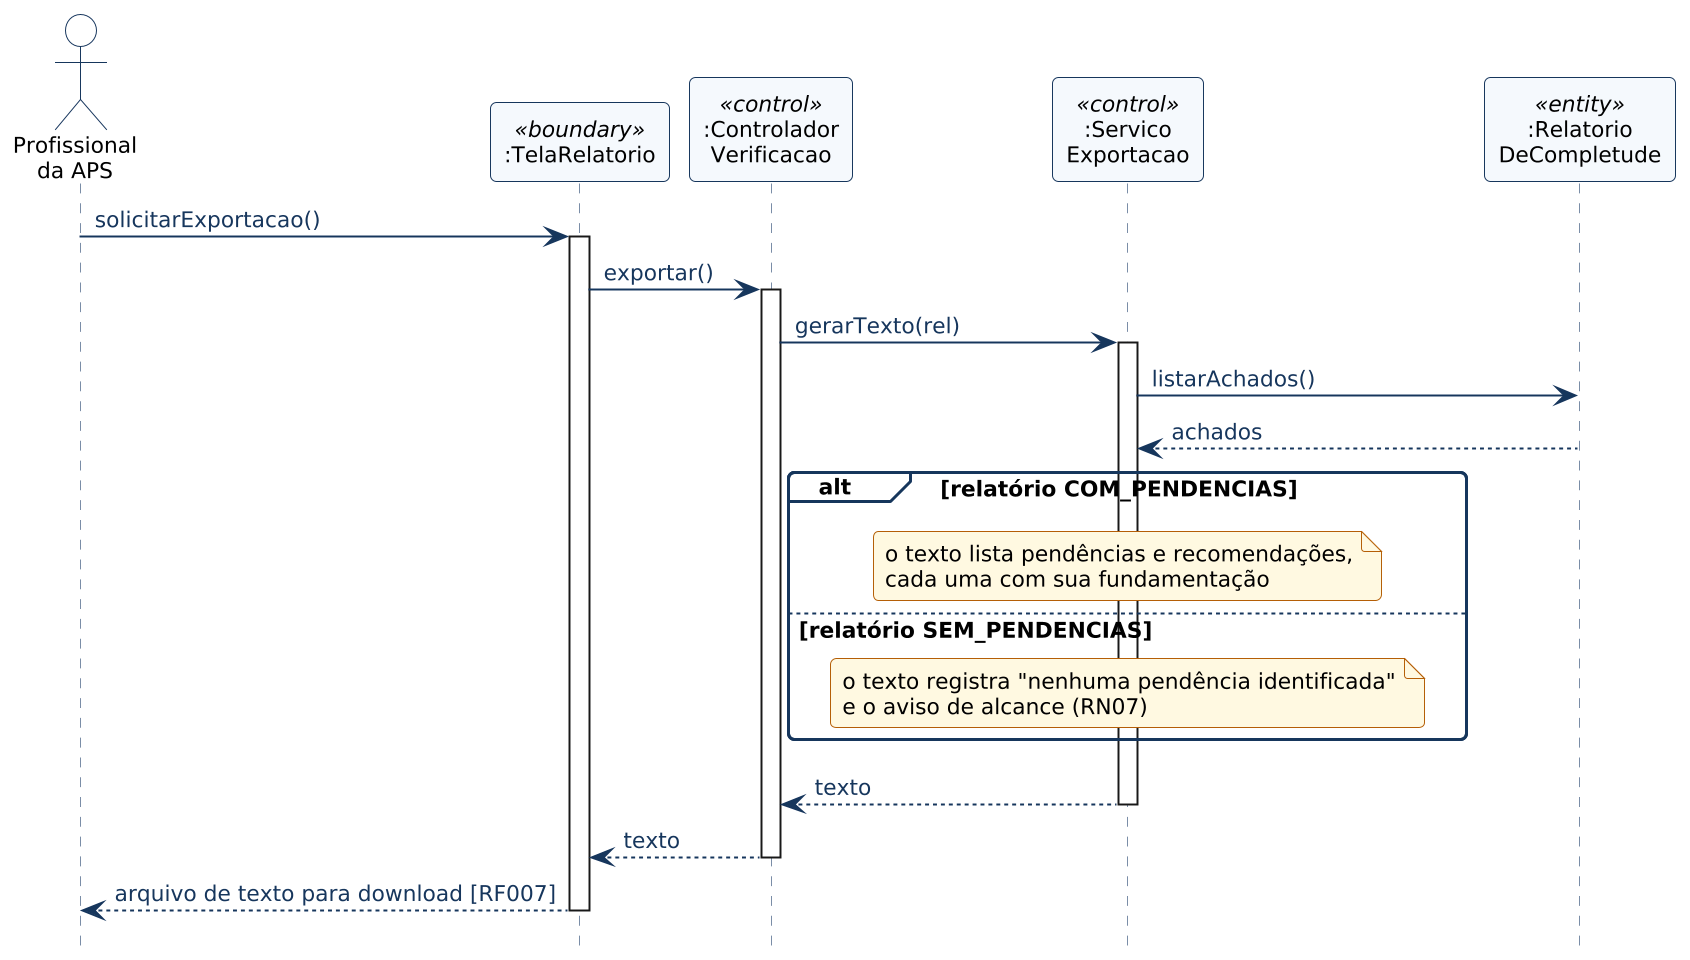 Profissional
da APS
«boundary»
:TelaRelatorio
«control»
:Controlador
Verificacao
«control»
:Servico
Exportacao
«entity»
:Relatorio
DeCompletude
solicitarExportacao()
exportar()
gerarTexto(rel)
listarAchados()
achados
alt
[relatório COM_PENDENCIAS]
o texto lista pendências e recomendações,
cada uma com sua fundamentação
[relatório SEM_PENDENCIAS]
o texto registra "nenhuma pendência identificada"
e o aviso de alcance (RN07)
texto
texto
arquivo de texto para download [RF007]